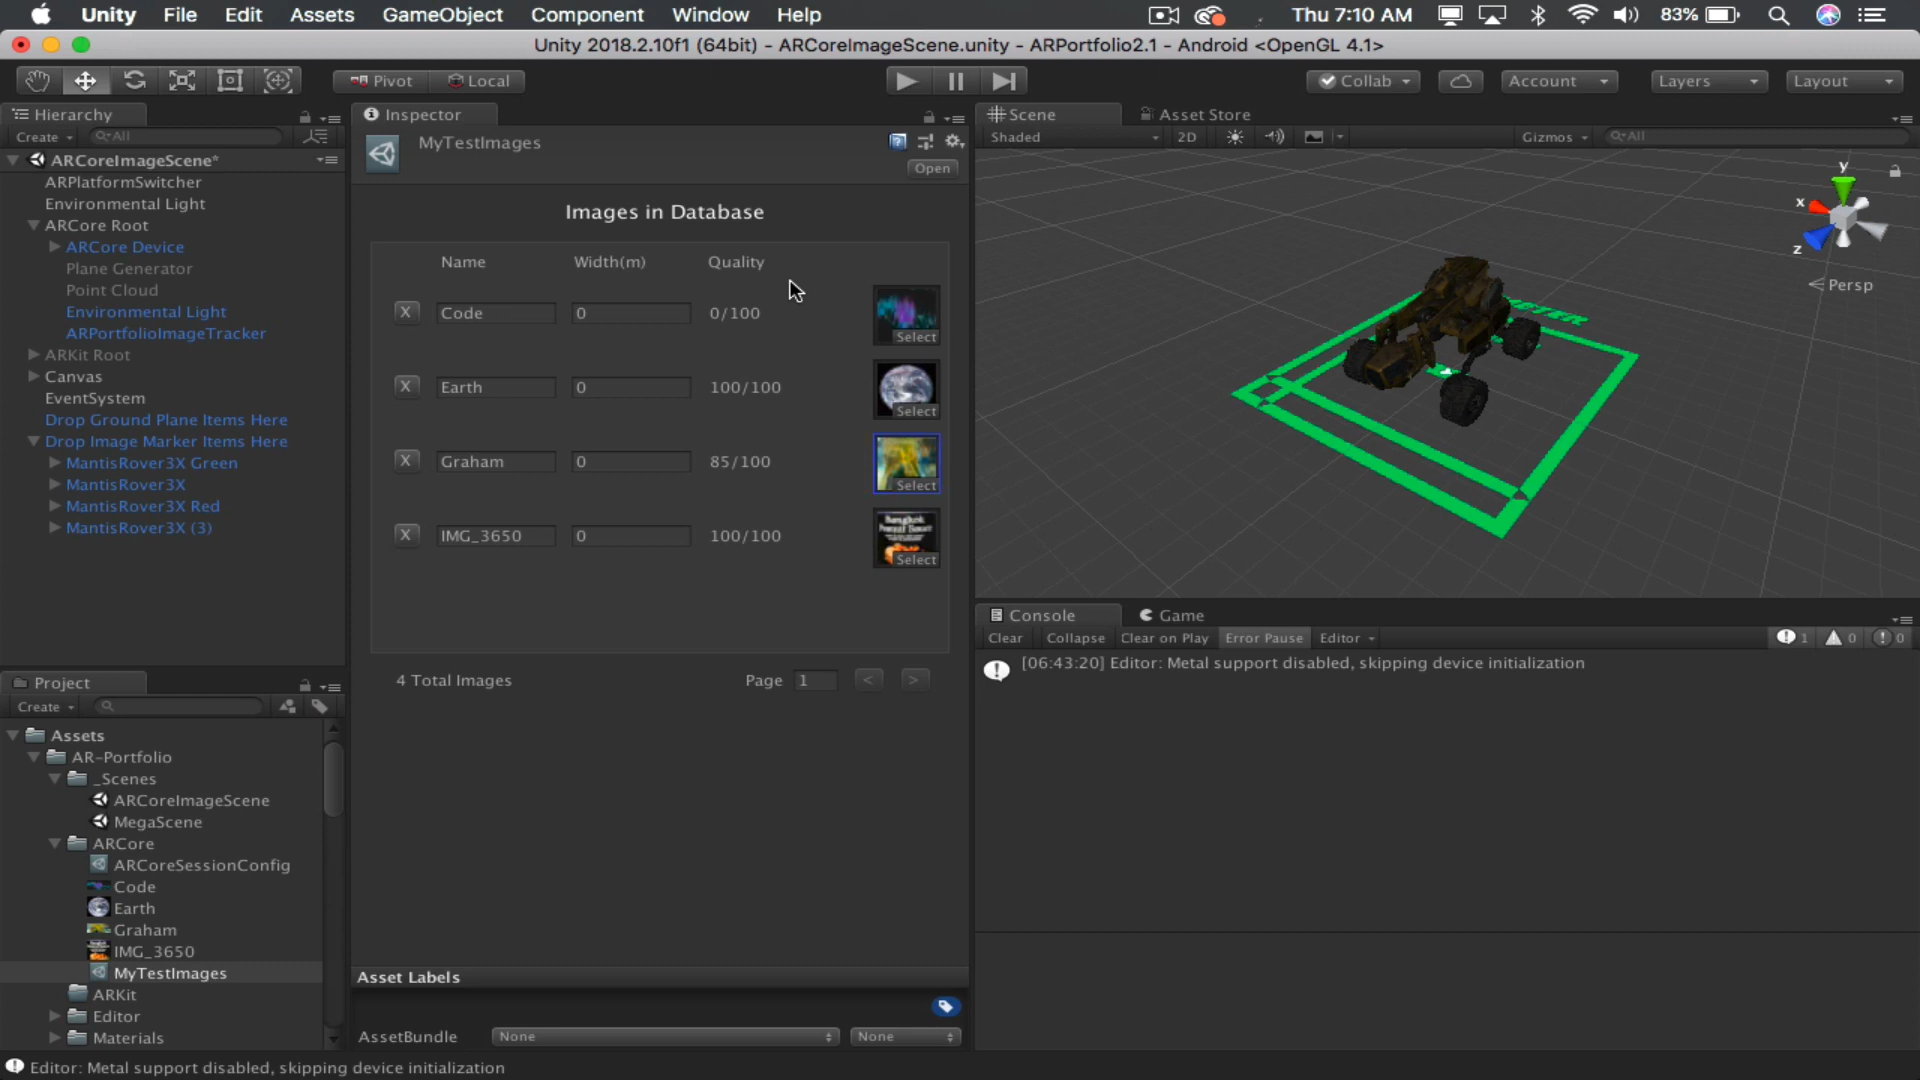 Unity File Edit Assets GameObject Component Window Help
Thu 7:10 AM 83%
Unity 2018.2.10f1 (64bit) - ARCoreImageScene.unity - ARPortfolio2.1 - Android <OpenGL 4.1>
Pivot Local Collab Account Layers Layout
Hierarchy
Create All
ARCoreImageScene*
ARPlatformSwitcher
Environmental Light
ARCore Root
ARCore Device
Plane Generator
Point Cloud
Environmental Light
ARPortfolioImageTracker
ARKit Root
Canvas
EventSystem
Drop Ground Plane Items Here
Drop Image Marker Items Here
MantisRover3X Green
MantisRover3X
MantisRover3X Red
MantisRover3X (3)
Project
Create
Assets
AR-Portfolio
_Scenes
ARCoreImageScene
MegaScene
ARCore
ARCoreSessionConfig
Code
Earth
Graham
IMG_3650
MyTestImages
ARKit
Editor
Materials
Inspector
MyTestImages
Open
Images in Database
Name Width(m) Quality
X Code 0 0/100 Select
X Earth 0 100/100 Select
X Graham 0 85/100 Select
X IMG_3650 0 100/100 Select
4 Total Images Page 1 < >
Asset Labels
AssetBundle None None
Scene Asset Store
Shaded 2D Gizmos All
y
x
z
Persp
Console Game
Clear Collapse Clear on Play Error Pause Editor 1 0 0
[06:43:20] Editor: Metal support disabled, skipping device initialization
Editor: Metal support disabled, skipping device initialization